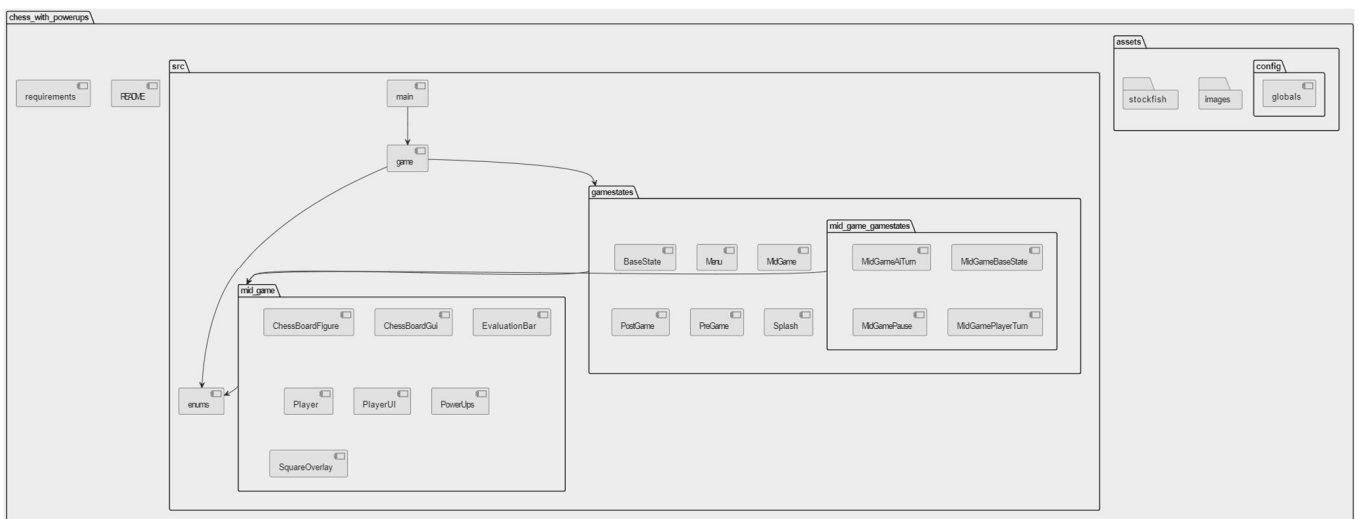 chess_with_powerups
requirements
README
src
main
game
gamestates
BaseState
Menu
MidGame
PostGame
PreGame
Splash
mid_game_gamestates
MidGameAITurn
MidGameBaseState
MidGamePause
MidGamePlayerTurn
mid_game
ChessBoardFigure
ChessBoardGui
EvaluationBar
Player
PlayerUI
PowerUps
SquareOverlay
enums
assets
stockfish
images
config
globals